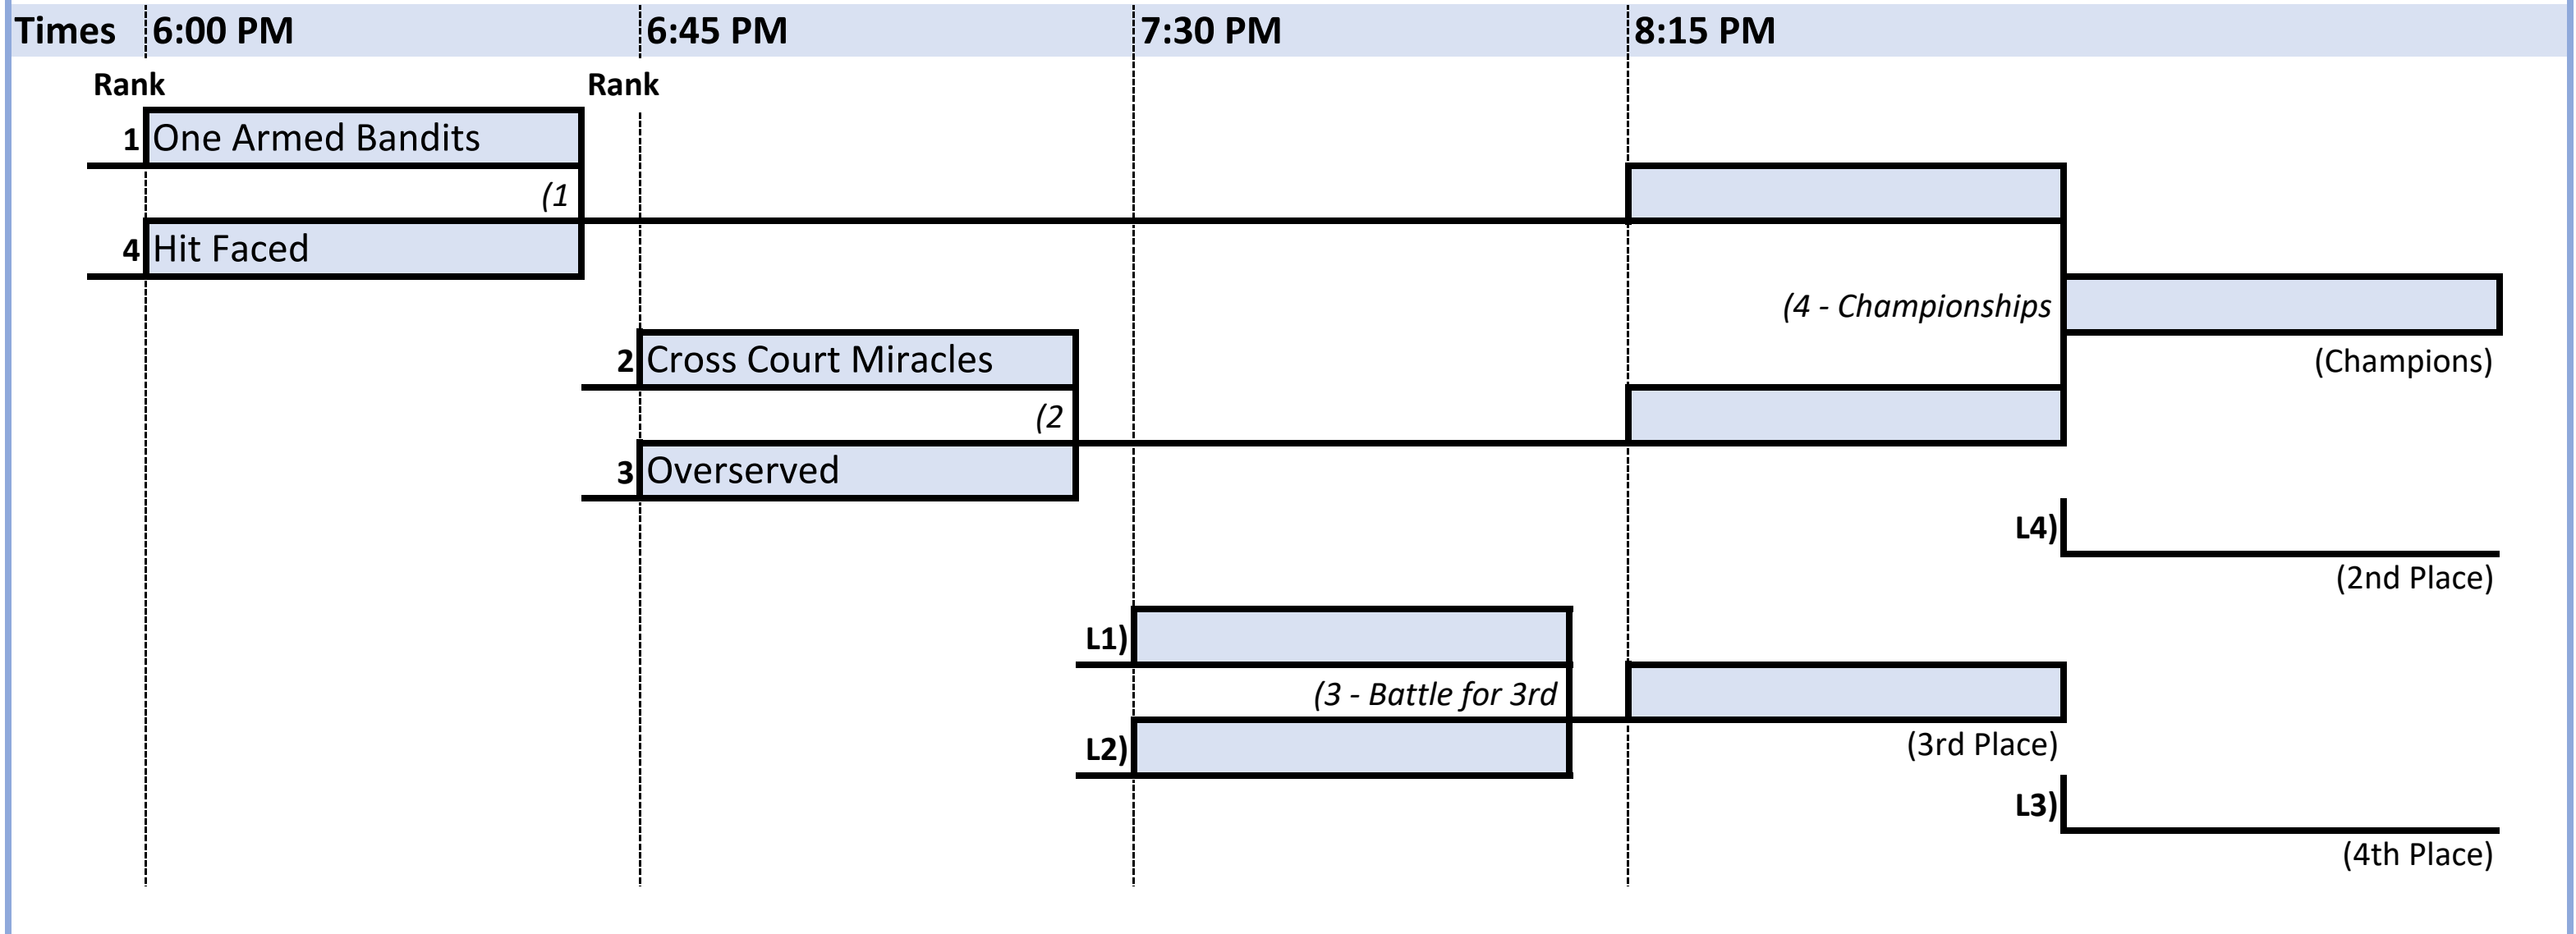 Times 6:00 PM 6:45 PM 7:30 PM 8:15 PM
Rank Rank
1 One Armed Bandits
(1
4 Hit Faced
(4 - Championships
2 Cross Court Miracles
(Champions)
(2
3 Overserved
L4)
(2nd Place)
L1)
(3 - Battle for 3rd
L2)
(3rd Place)
L3)
(4th Place)